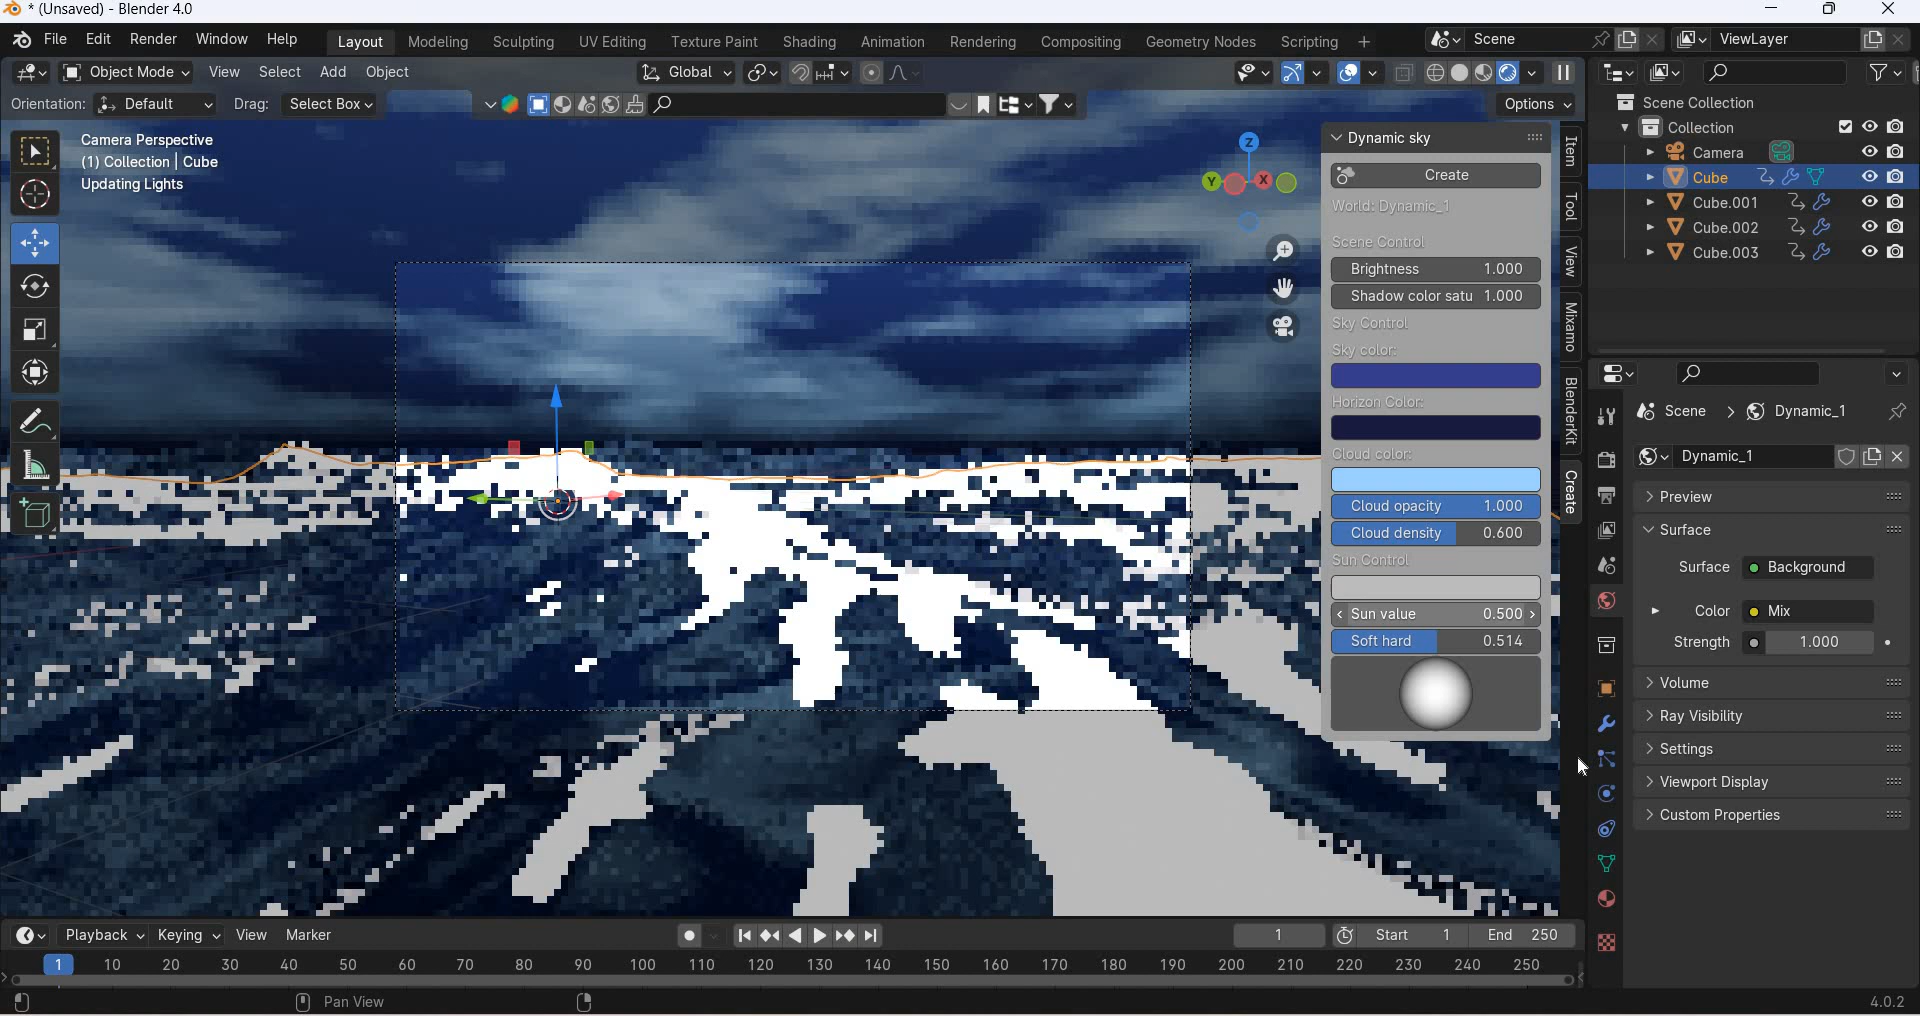 * (Unsaved) - Blender 4.0
File Edit Render Window Help
Layout Modeling Sculpting UV Editing Texture Paint Shading Animation Rendering Compositing Geometry Nodes Scripting +
Scene
ViewLayer
Object Mode View Select Add Object
Global
Orientation: Default Drag: Select Box
Options
Camera Perspective
(1) Collection | Cube
Updating Lights
Z
Y
X
Dynamic sky
Create
World: Dynamic_1
Scene Control
Brightness 1.000
Shadow color satu 1.000
Sky Control
Sky color:
Horizon Color:
Cloud color:
Cloud opacity 1.000
Cloud density 0.600
Sun Control
Sun value 0.500
Soft hard 0.514
Item
Tool
View
Mixamo
BlenderKit
Create
Scene Collection
Collection
Camera
Cube
Cube.001
Cube.002
Cube.003
Scene > Dynamic_1
Dynamic_1
Preview
Surface
Surface Background
Color Mix
Strength 1.000
Volume
Ray Visibility
Settings
Viewport Display
Custom Properties
Playback Keying View Marker
1
Start 1
End 250
1 10 20 30 40 50 60 70 80 90 100 110 120 130 140 150 160 170 180 190 200 210 220 230 240 250
Pan View
4.0.2